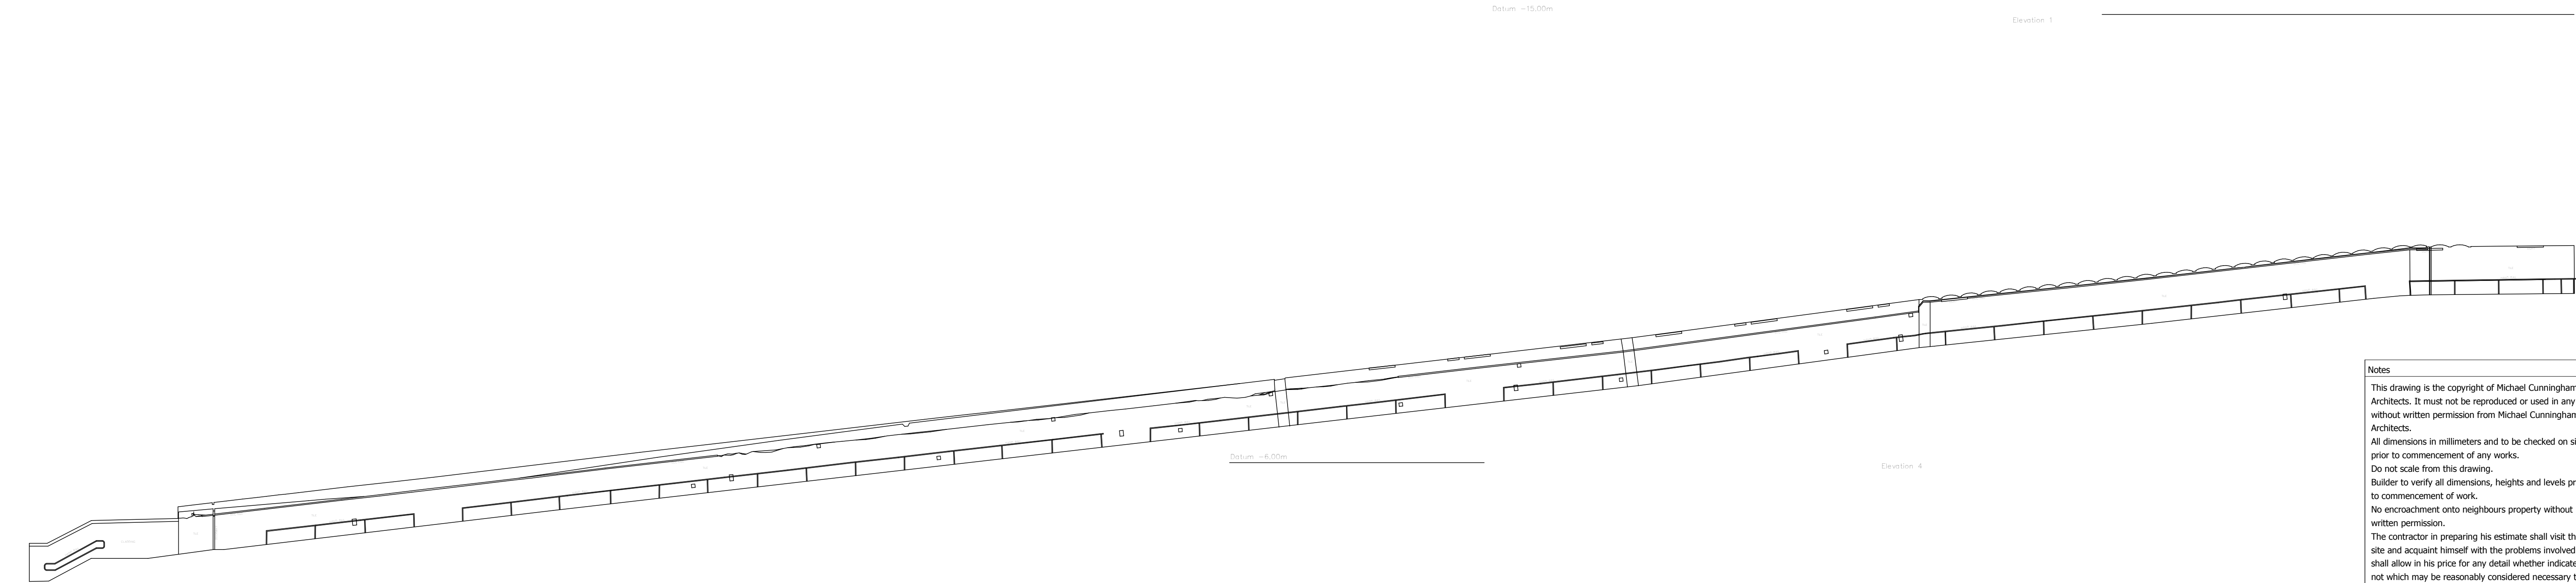 Datum -15.00m
Elevation 1
Datum -6.00m
Elevation 4
Notes
This drawing is the copyright of Michael Cunningham
Architects. It must not be reproduced or used in any
without written permission from Michael Cunningham
Architects.
All dimensions in millimeters and to be checked on si
prior to commencement of any works.
Do not scale from this drawing.
Builder to verify all dimensions, heights and levels pr
to commencement of work.
No encroachment onto neighbours property without
written permission.
The contractor in preparing his estimate shall visit th
site and acquaint himself with the problems involved
shall allow in his price for any detail whether indicate
not which may be reasonably considered necessary t